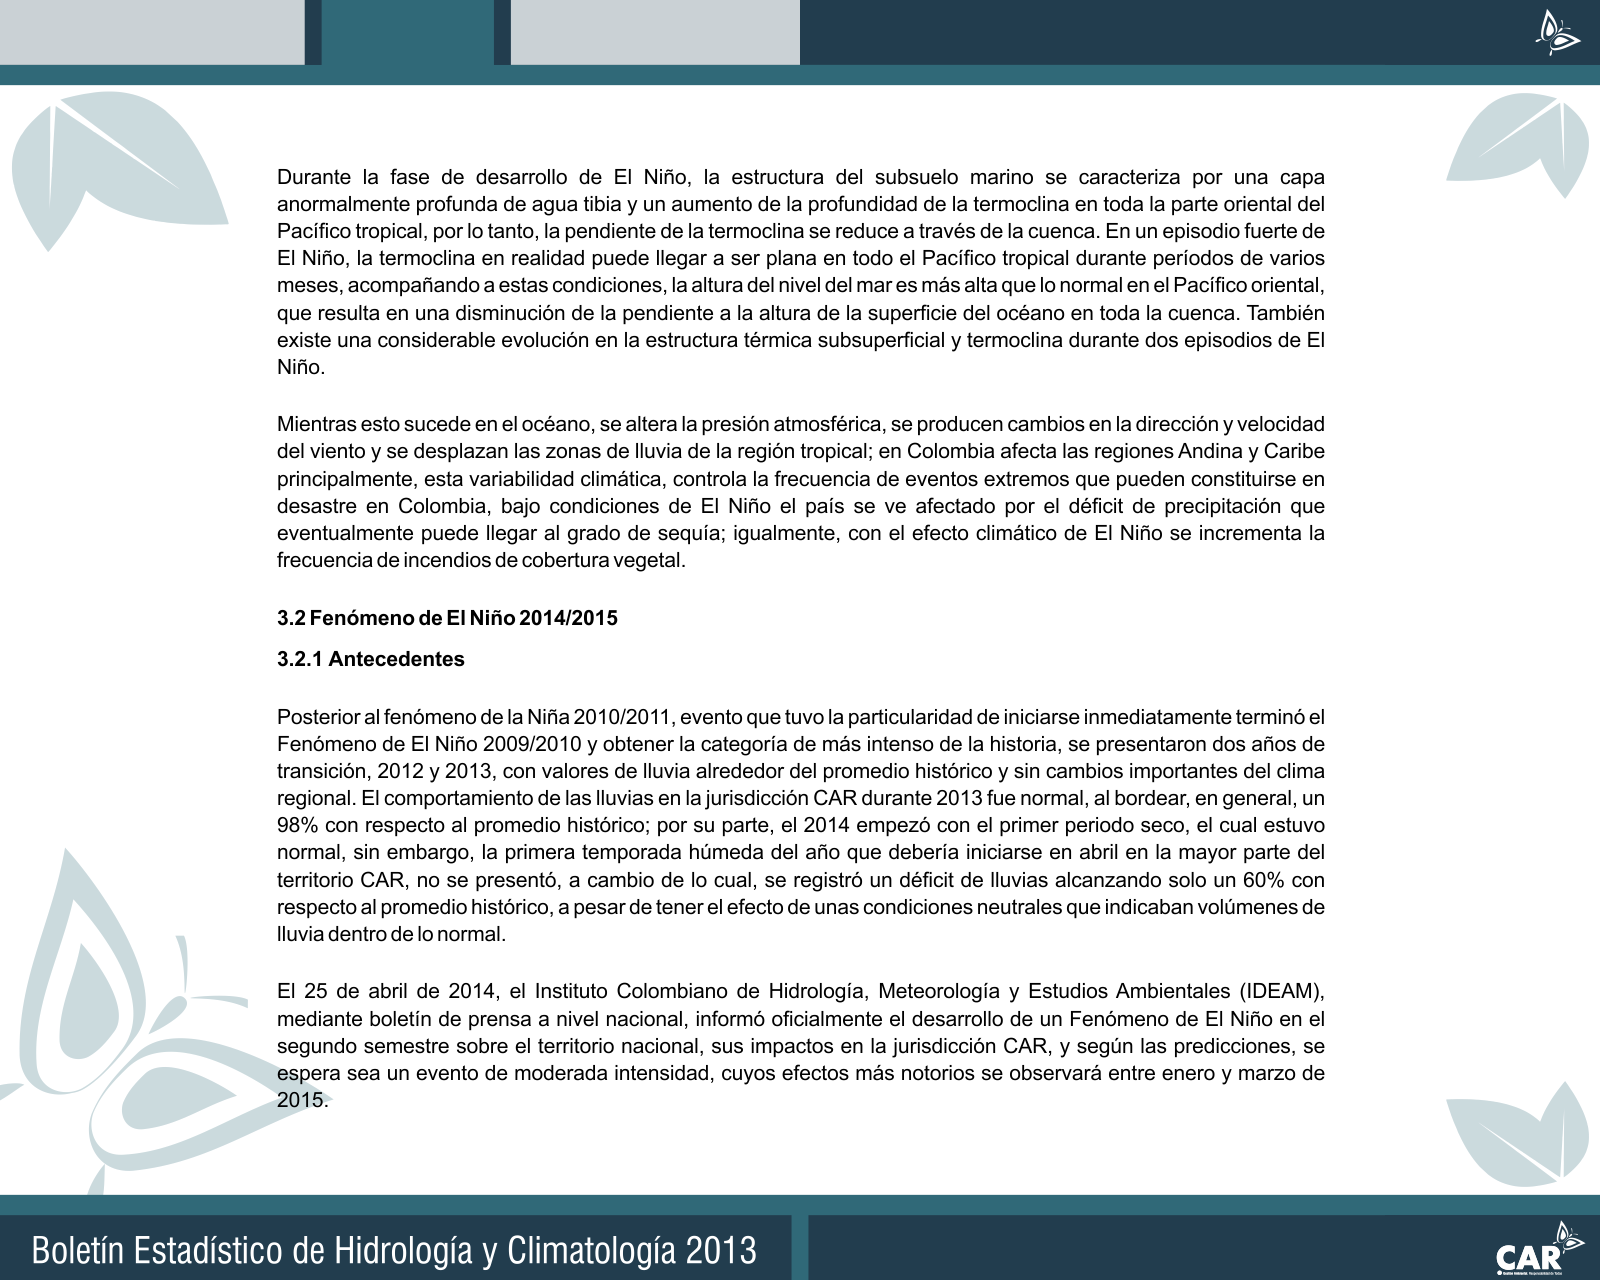 Durante la fase de desarrollo de El Niño, la estructura del subsuelo marino se caracteriza por una capa
anormalmente profunda de agua tibia y un aumento de la profundidad de la termoclina en toda la parte oriental del
Pacífico tropical, por lo tanto, la pendiente de la termoclina se reduce a través de la cuenca. En un episodio fuerte de
El Niño, la termoclina en realidad puede llegar a ser plana en todo el Pacífico tropical durante períodos de varios
meses, acompañando a estas condiciones, la altura del nivel del mar es más alta que lo normal en el Pacífico oriental,
que resulta en una disminución de la pendiente a la altura de la superficie del océano en toda la cuenca. También
existe una considerable evolución en la estructura térmica subsuperficial y termoclina durante dos episodios de El
Niño.
Mientras esto sucede en el océano, se altera la presión atmosférica, se producen cambios en la dirección y velocidad
del viento y se desplazan las zonas de lluvia de la región tropical; en Colombia afecta las regiones Andina y Caribe
principalmente, esta variabilidad climática, controla la frecuencia de eventos extremos que pueden constituirse en
desastre en Colombia, bajo condiciones de El Niño el país se ve afectado por el déficit de precipitación que
eventualmente puede llegar al grado de sequía; igualmente, con el efecto climático de El Niño se incrementa la
frecuencia de incendios de cobertura vegetal.
3.2 Fenómeno de El Niño 2014/2015
3.2.1 Antecedentes
Posterior al fenómeno de la Niña 2010/2011, evento que tuvo la particularidad de iniciarse inmediatamente terminó el
Fenómeno de El Niño 2009/2010 y obtener la categoría de más intenso de la historia, se presentaron dos años de
transición, 2012 y 2013, con valores de lluvia alrededor del promedio histórico y sin cambios importantes del clima
regional. El comportamiento de las lluvias en la jurisdicción CAR durante 2013 fue normal, al bordear, en general, un
98% con respecto al promedio histórico; por su parte, el 2014 empezó con el primer periodo seco, el cual estuvo
normal, sin embargo, la primera temporada húmeda del año que debería iniciarse en abril en la mayor parte del
territorio CAR, no se presentó, a cambio de lo cual, se registró un déficit de lluvias alcanzando solo un 60% con
respecto al promedio histórico, a pesar de tener el efecto de unas condiciones neutrales que indicaban volúmenes de
lluvia dentro de lo normal.
El 25 de abril de 2014, el Instituto Colombiano de Hidrología, Meteorología y Estudios Ambientales (IDEAM),
mediante boletín de prensa a nivel nacional, informó oficialmente el desarrollo de un Fenómeno de El Niño en el
segundo semestre sobre el territorio nacional, sus impactos en la jurisdicción CAR, y según las predicciones, se
espera sea un evento de moderada intensidad, cuyos efectos más notorios se observará entre enero y marzo de
2015.
Boletín Estadístico de Hidrología y Climatología 2013
CAR